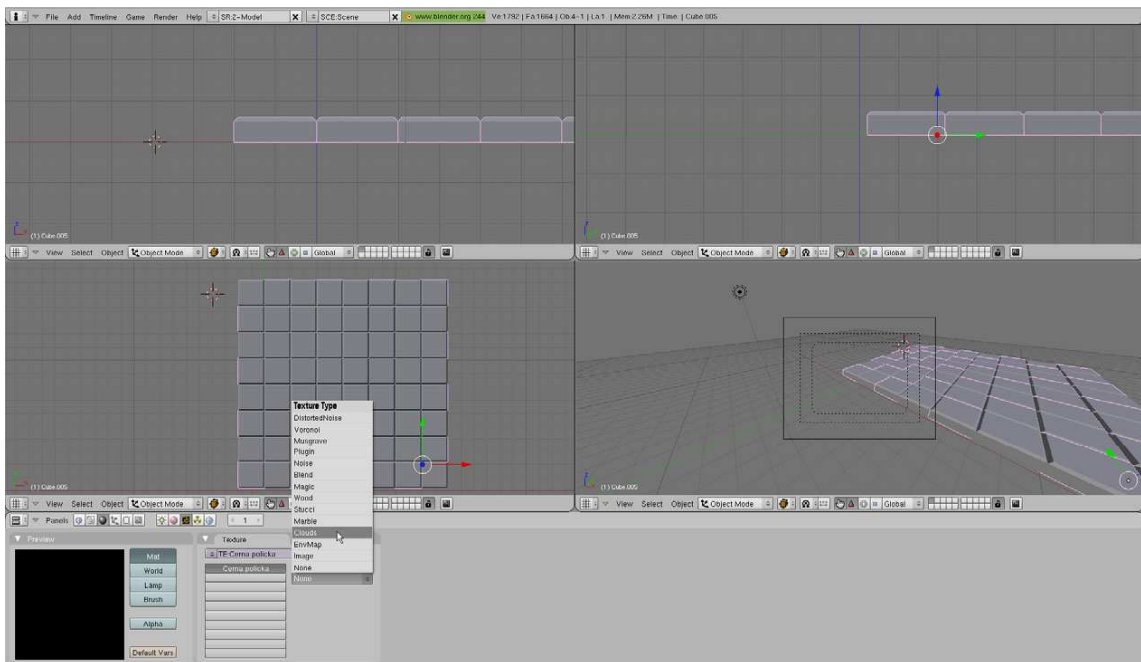 File Add Timeline Game Render Help SR:2-Model X SCE:Scene X www.blender.org 244 Ve:1792 | Fa:1664 | Ob:4-1 | La:1 | Mem:2.26M | Time: | Cube.005
(1) Cube.005
View Select Object Object Mode Global
(1) Cube.005
View Select Object Object Mode Global
(1) Cube.005
View Select Object Object Mode
(1) Cube.005
View Select Object Object Mode Global
Texture Type
DistortedNoise
Voronoi
Musgrave
Plugin
Noise
Blend
Magic
Wood
Stucci
Marble
Clouds
EnvMap
Image
None
None
Panels 1
Preview
Mat
World
Lamp
Brush
Alpha
Default Vars
Texture
TE:Cerna policka
Cerna policka